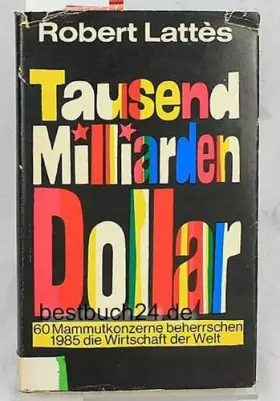 Robert Lattès
Tausend
Milliarden
Dollar
bestbuch24.de
60 Mammutkonzerne beherrschen
1985 die Wirtschaft der Welt